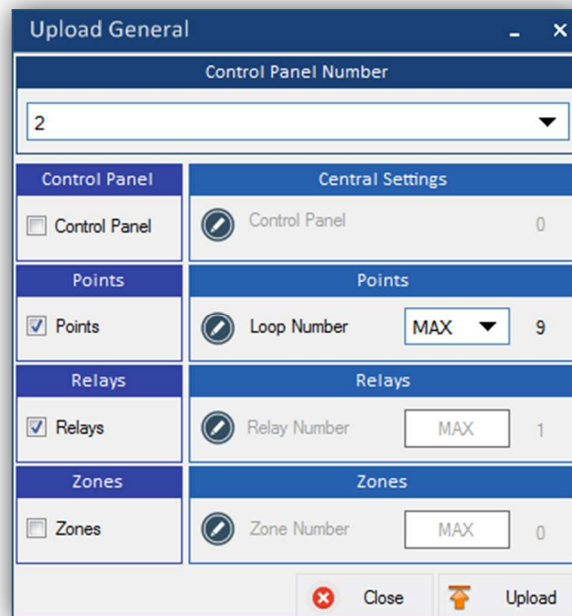 Upload General
Control Panel Number
2
Control Panel Central Settings
Control Panel Control Panel 0
Points Points
Points Loop Number MAX 9
Relays Relays
Relays Relay Number MAX 1
Zones Zones
Zones Zone Number MAX 0
Close Upload